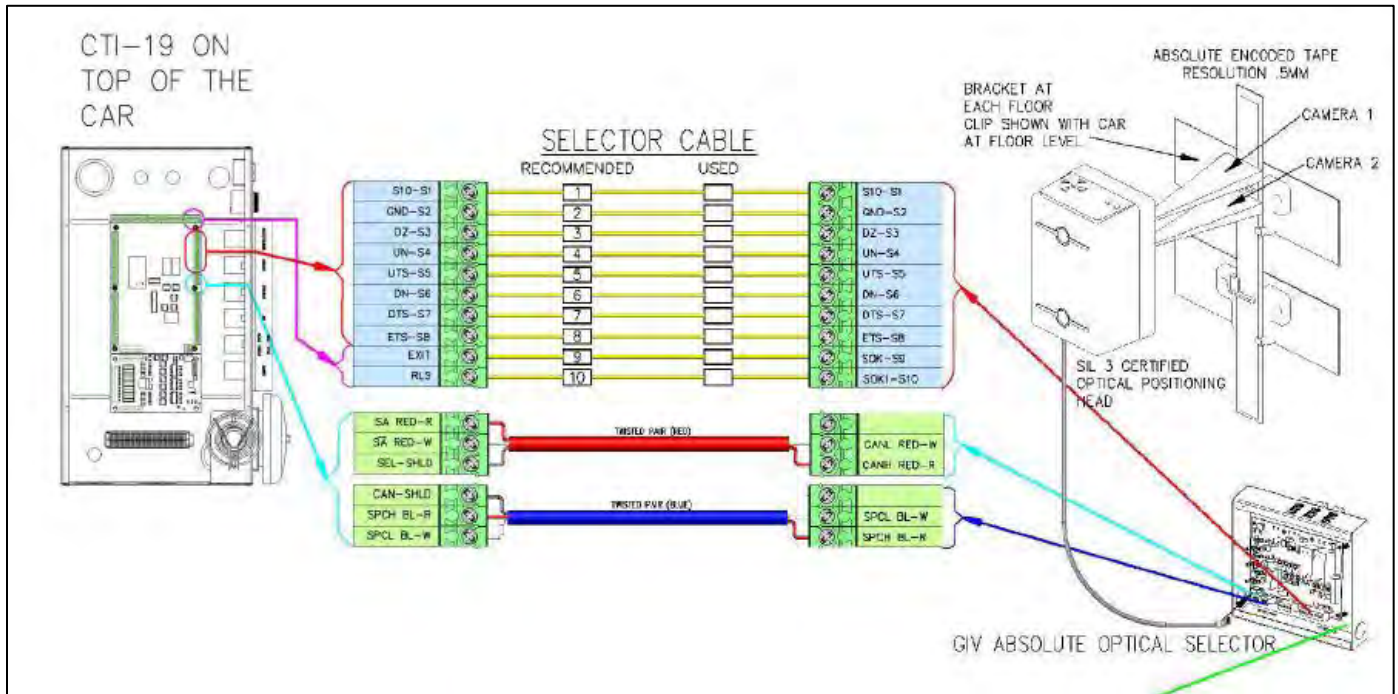 CTI-19 ON
TOP OF THE
CAR
SELECTOR CABLE
RECOMMENDED
USED
S10-S1
GND-S2
DZ-S3
UN-S4
UTS-S5
DN-S6
DTS-S7
ETS-S8
EXIT
RLS
1
2
3
4
5
6
7
8
9
10
S10-S1
GND-S2
DZ-S3
UN-S4
UTS-S5
DN-S6
DTS-S7
ETS-S8
SOK-S9
SOK1-S10
SA RED-R
SA RED-W
SEL-SHLD
TWISTED PAIR (RED)
CANL RED-W
CANH RED-R
CAN-SHLD
SPCH BL-R
SPCL BL-W
TWISTED PAIR (BLUE)
SPCL BL-W
SPCH BL-R
ABSOLUTE ENCODED TAPE
RESOLUTION .5MM
BRACKET AT
EACH FLOOR
CLIP SHOWN WITH CAR
AT FLOOR LEVEL
CAMERA 1
CAMERA 2
SIL 3 CERTIFIED
OPTICAL POSITIONING
HEAD
GIV ABSOLUTE OPTICAL SELECTOR